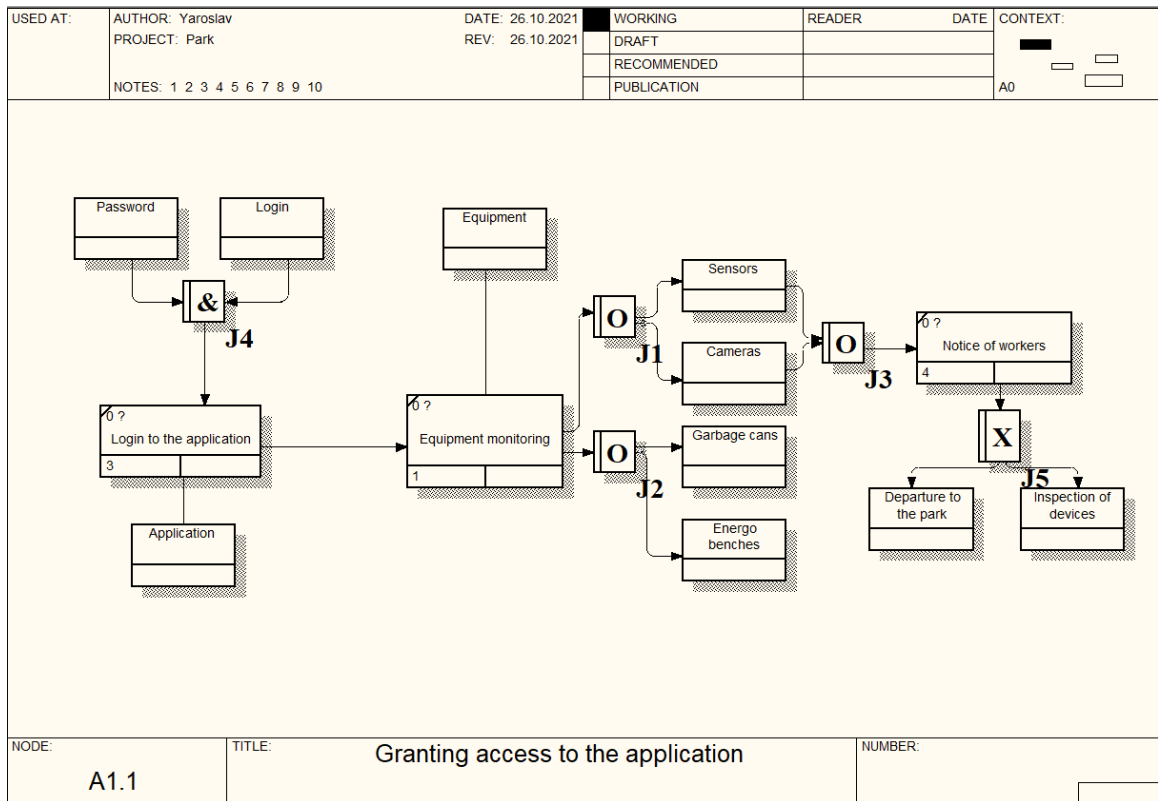 USED AT:
AUTHOR: Yaroslav
DATE: 26.10.2021
PROJECT: Park
REV: 26.10.2021
NOTES: 1 2 3 4 5 6 7 8 9 10
WORKING
DRAFT
RECOMMENDED
PUBLICATION
READER
DATE
CONTEXT:
A0
Password
Login
&
J4
0 ?
Login to the application
3
Application
Equipment
0 ?
Equipment monitoring
1
O
J1
O
J2
Sensors
Cameras
Garbage cans
Energo
benches
O
J3
0 ?
Notice of workers
4
X
J5
Departure to
the park
Inspection of
devices
NODE:
A1.1
TITLE:
Granting access to the application
NUMBER: